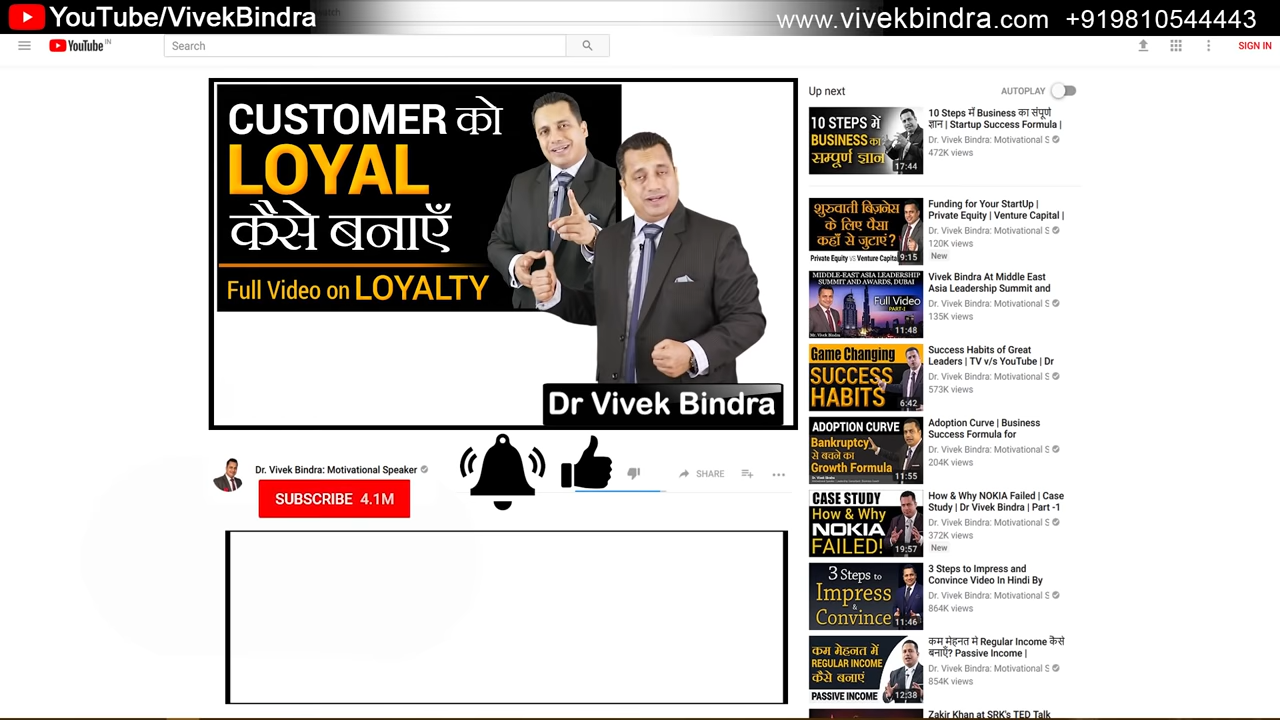 YouTube/VivekBindra
www.vivekbindra.com +919810544443
YouTube IN
Search
SIGN IN
CUSTOMER को
LOYAL
कैसे बनाएँ
Full Video on LOYALTY
Dr Vivek Bindra
Dr. Vivek Bindra: Motivational Speaker
SUBSCRIBE 4.1M
SHARE
Up next
AUTOPLAY
10 STEPS में
BUSINESS का
सम्पूर्ण ज्ञान
17:44
10 Steps में Business का संपूर्ण
ज्ञान | Startup Success Formula |
Dr. Vivek Bindra: Motivational S
472K views
शुरुवाती बिज़नेस
के लिए पैसा
कहाँ से जुटाएं?
Private Equity VS Venture Capita
9:15
Funding for Your StartUp |
Private Equity | Venture Capital |
Dr. Vivek Bindra: Motivational S
120K views
New
MIDDLE-EAST ASIA LEADERSHIP
SUMMIT AND AWARDS, DUBAI
Full Video
PART-1
Mr. Vivek Bindra
11:48
Vivek Bindra At Middle East
Asia Leadership Summit and
Dr. Vivek Bindra: Motivational S
135K views
Game Changing
SUCCESS
HABITS
6:42
Success Habits of Great
Leaders | TV v/s YouTube | Dr
Dr. Vivek Bindra: Motivational S
573K views
ADOPTION CURVE
Bankruptcy
से बचने का
Growth Formula
11:55
Adoption Curve | Business
Success Formula for
Dr. Vivek Bindra: Motivational S
204K views
CASE STUDY
How & Why
NOKIA
FAILED!
19:57
How & Why NOKIA Failed | Case
Study | Dr Vivek Bindra | Part -1
Dr. Vivek Bindra: Motivational S
372K views
New
3 Steps to
Impress
&
Convince
11:46
3 Steps to Impress and
Convince Video In Hindi By
Dr. Vivek Bindra: Motivational S
864K views
कम मेहनत में
REGULAR INCOME
कैसे बनाएं
PASSIVE INCOME
12:38
कम मेहनत में Regular Income कैसे
बनाएँ? Passive Income |
Dr. Vivek Bindra: Motivational S
854K views
Zakir Khan at SRK's TED Talk